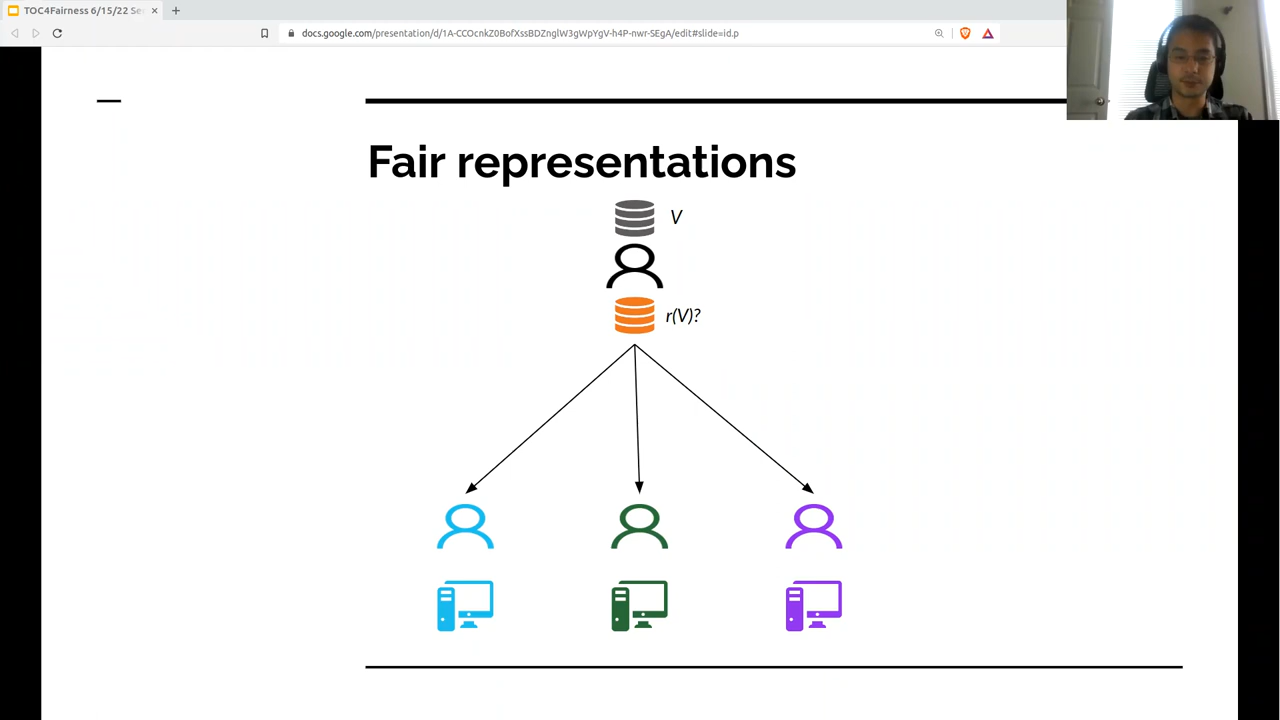 TOC4Fairness 6/15/22 Se
docs.google.com/presentation/d/1A-CCOcnkZ0BofXssBDZnglW3gWpYgV-h4P-nwr-SEgA/edit#slide=id.p
Fair representations
V
r(V)?